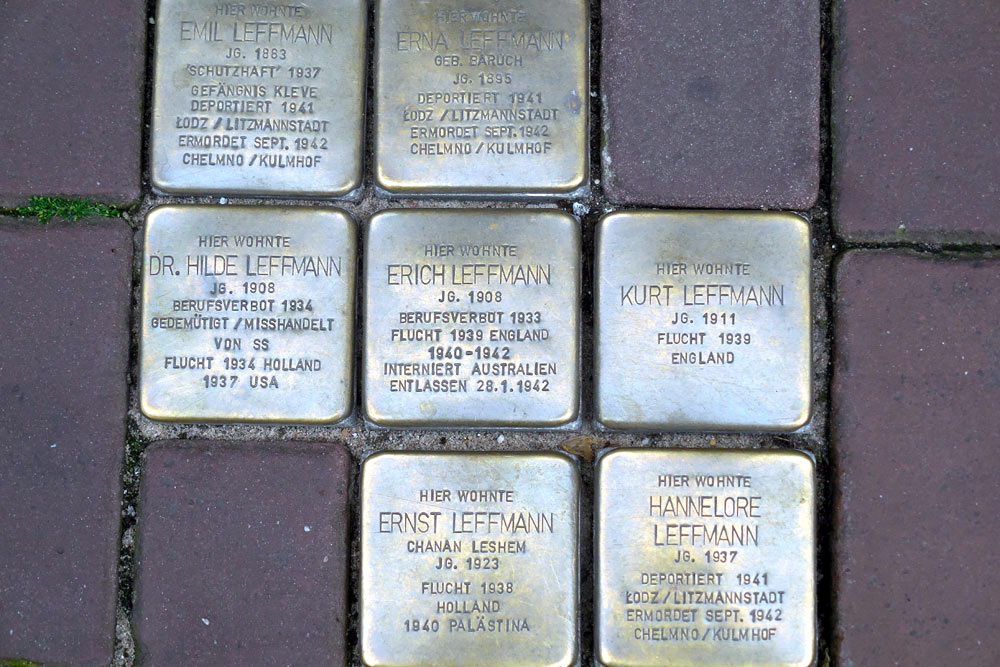 HIER WOHNTE
EMIL LEFFMANN
JG. 1883
'SCHUTZHAFT' 1937
GEFÄNGNIS KLEVE
DEPORTIERT 1941
ŁODZ/LITZMANNSTADT
ERMORDET SEPT. 1942
CHELMNO/KULMHOF
HIER WOHNTE
ERNA LEFFMANN
GEB. BARUCH
JG. 1895
DEPORTIERT 1941
ŁODZ/LITZMANNSTADT
ERMORDET SEPT. 1942
CHELMNO/KULMHOF
HIER WOHNTE
DR. HILDE LEFFMANN
JG. 1908
BERUFSVERBOT 1934
GEDEMÜTIGT/MISSHANDELT
VON SS
FLUCHT 1934 HOLLAND
1937 USA
HIER WOHNTE
ERICH LEFFMANN
JG. 1908
BERUFSVERBOT 1933
FLUCHT 1939 ENGLAND
1940-1942
INTERNIERT AUSTRALIEN
ENTLASSEN 28.1.1942
HIER WOHNTE
KURT LEFFMANN
JG. 1911
FLUCHT 1939
ENGLAND
HIER WOHNTE
ERNST LEFFMANN
CHANAN LESHEM
JG. 1923
FLUCHT 1938
HOLLAND
1940 PALÄSTINA
HIER WOHNTE
HANNELORE
LEFFMANN
JG. 1937
DEPORTIERT 1941
ŁODZ/LITZMANNSTADT
ERMORDET SEPT. 1942
CHELMNO/KULMHOF